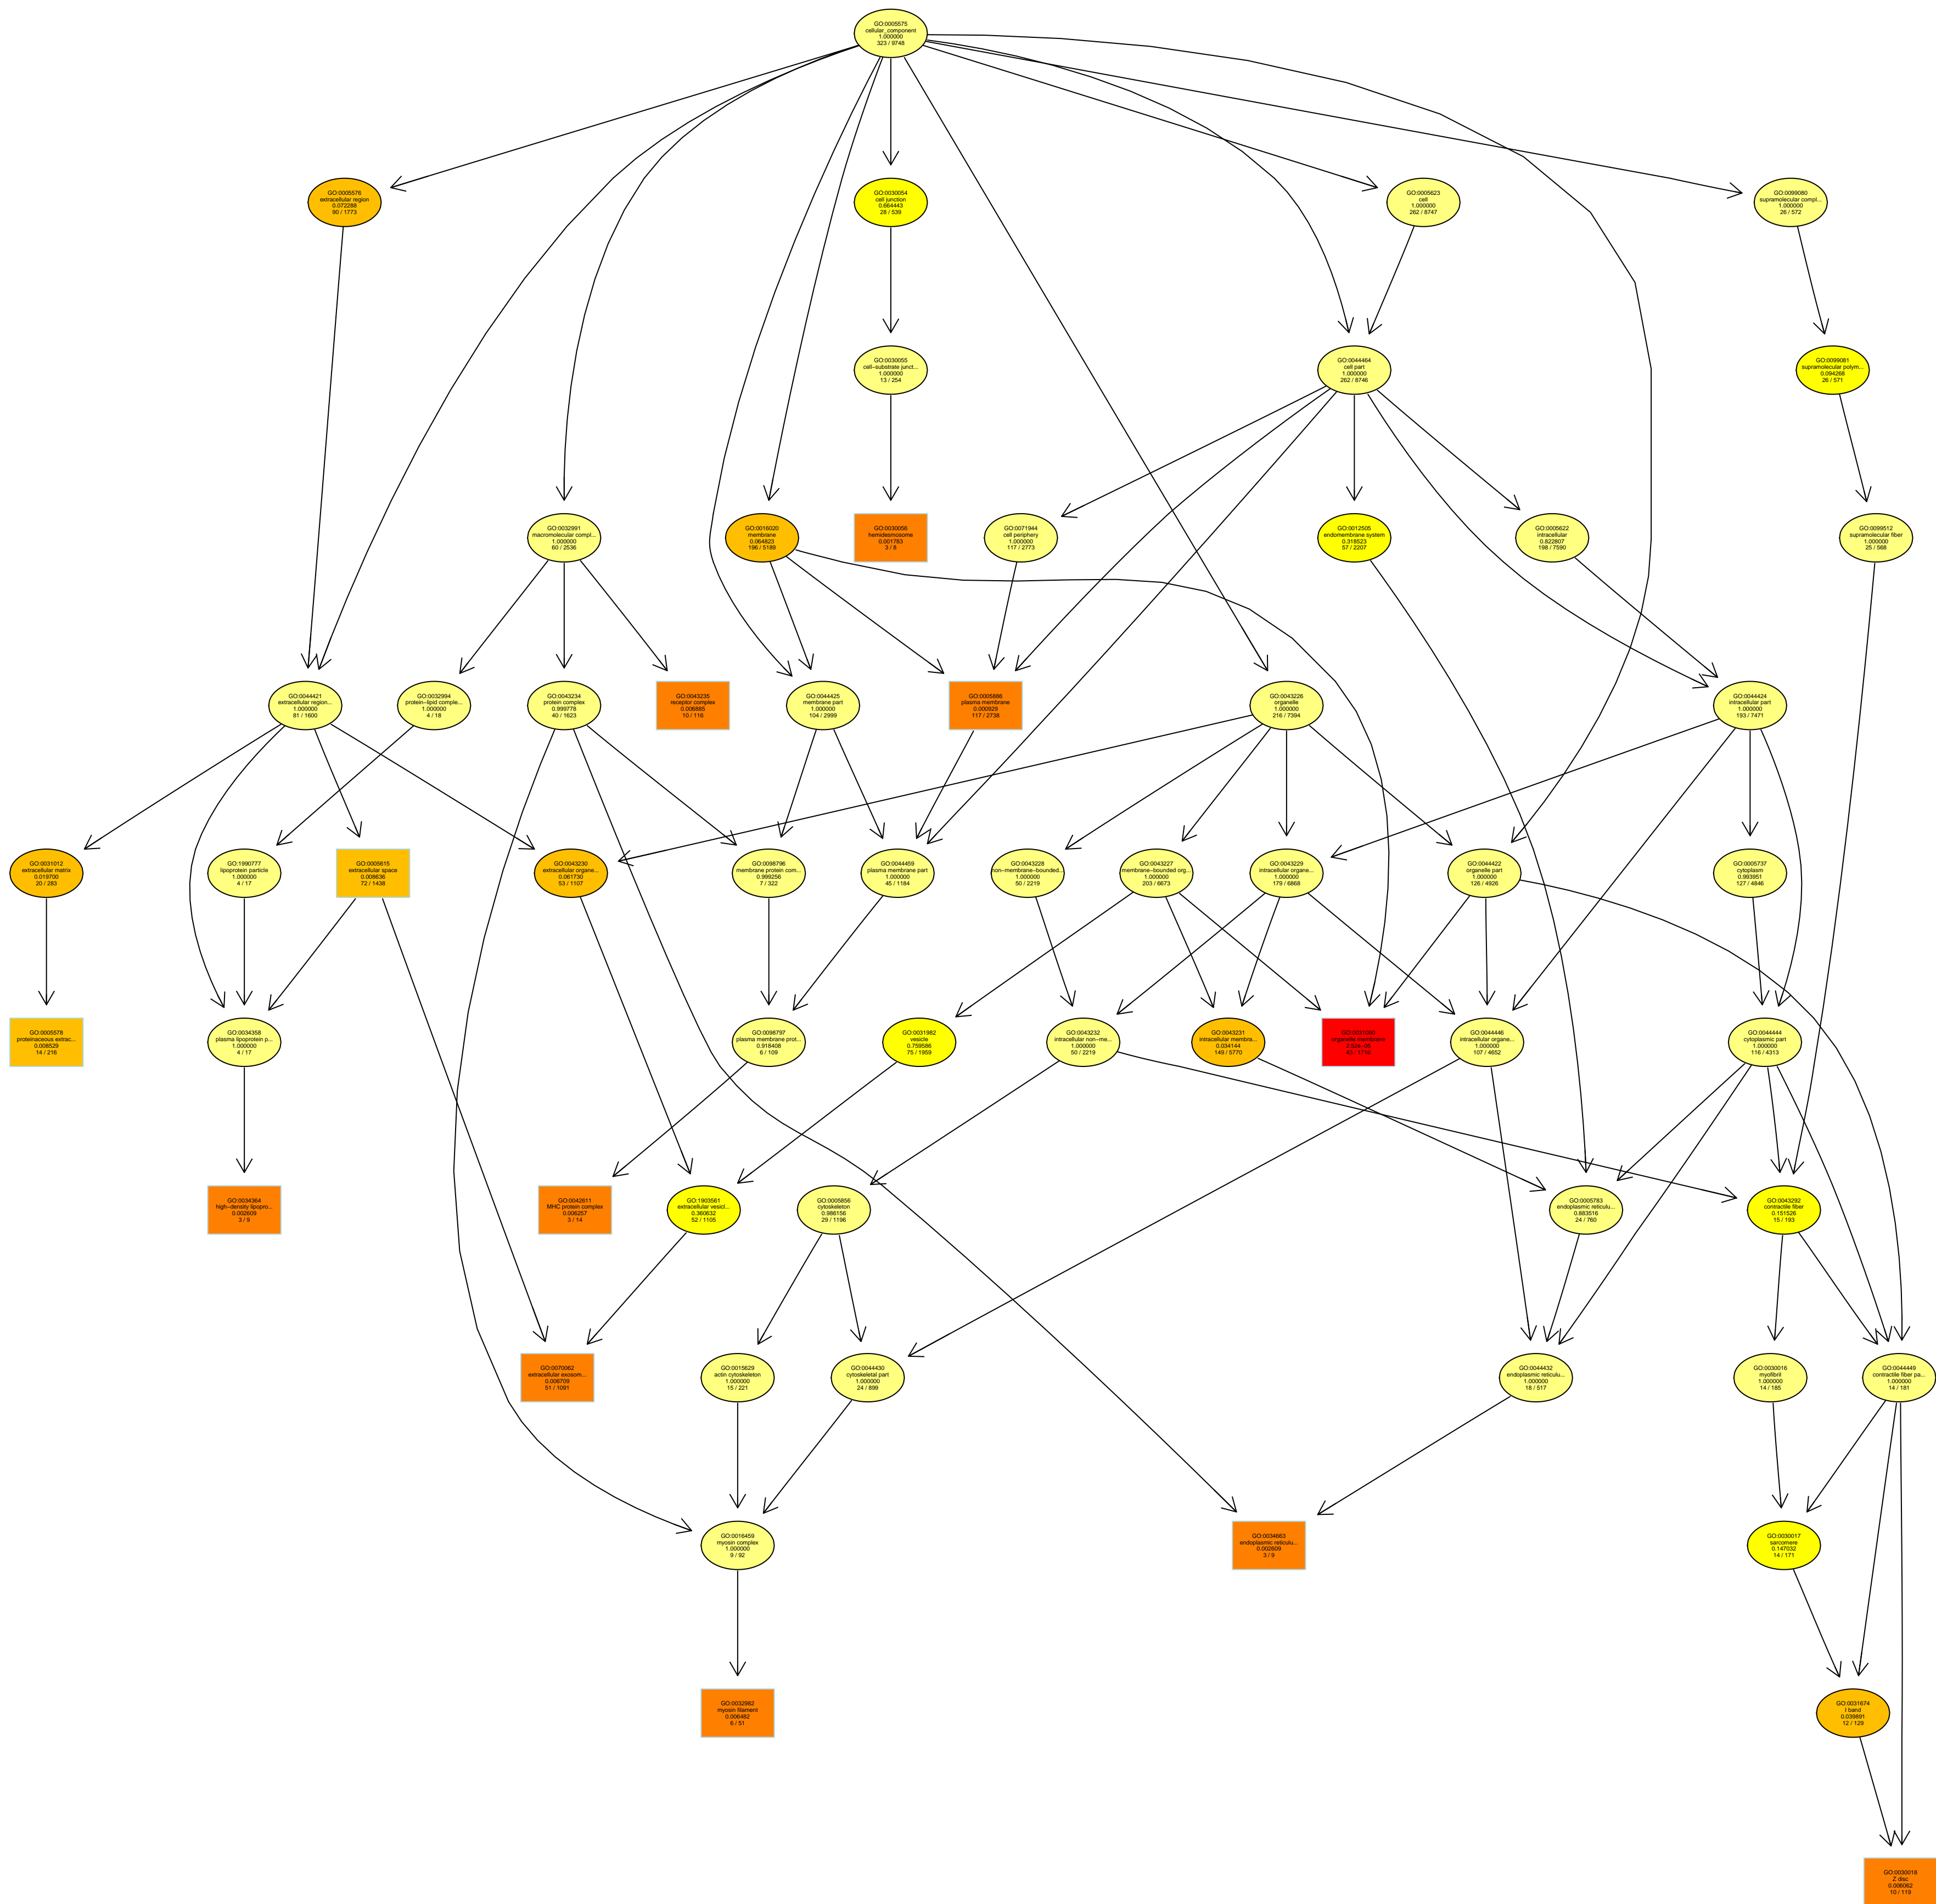 GO:0005575
cellular_component
1.000000
323 / 9748
GO:0005576
extracellular region
0.072288
90 / 1773
GO:0030054
cell junction
0.664443
28 / 539
GO:0005623
cell
1.000000
262 / 8747
GO:0099080
supramolecular compl...
1.000000
26 / 572
GO:0030055
cell−substrate junct...
1.000000
13 / 254
GO:0044464
cell part
1.000000
262 / 8746
GO:0099081
supramolecular polym...
0.094268
26 / 571
GO:0032991
macromolecular compl...
1.000000
60 / 2536
GO:0016020
membrane
0.064823
196 / 5189
GO:0030056
hemidesmosome
0.001783
3 / 8
GO:0071944
cell periphery
1.000000
117 / 2773
GO:0012505
endomembrane system
0.318523
57 / 2207
GO:0005622
intracellular
0.822807
198 / 7590
GO:0099512
supramolecular fiber
1.000000
25 / 568
GO:0044421
extracellular region...
1.000000
81 / 1600
GO:0032994
protein−lipid comple...
1.000000
4 / 18
GO:0043234
protein complex
0.999778
40 / 1623
GO:0043235
receptor complex
0.006885
10 / 116
GO:0044425
membrane part
1.000000
104 / 2999
GO:0005886
plasma membrane
0.000929
117 / 2738
GO:0043226
organelle
1.000000
216 / 7394
GO:0044424
intracellular part
1.000000
193 / 7471
GO:0031012
extracellular matrix
0.019700
20 / 283
GO:1990777
lipoprotein particle
1.000000
4 / 17
GO:0005615
extracellular space
0.008636
72 / 1438
GO:0043230
extracellular organe...
0.061730
53 / 1107
GO:0098796
membrane protein com...
0.999256
7 / 322
GO:0044459
plasma membrane part
1.000000
45 / 1184
GO:0043228
non−membrane−bounded...
1.000000
50 / 2219
GO:0043227
membrane−bounded org...
1.000000
203 / 6673
GO:0043229
intracellular organe...
1.000000
179 / 6868
GO:0044422
organelle part
1.000000
126 / 4926
GO:0005737
cytoplasm
0.993951
127 / 4846
GO:0005578
proteinaceous extrac...
0.008529
14 / 216
GO:0034358
plasma lipoprotein p...
1.000000
4 / 17
GO:0098797
plasma membrane prot...
0.918408
6 / 109
GO:0031982
vesicle
0.759586
75 / 1959
GO:0043232
intracellular non−me...
1.000000
50 / 2219
GO:0043231
intracellular membra...
0.034144
149 / 5770
GO:0031090
organelle membrane
43 / 1716
GO:0044446
intracellular organe...
1.000000
107 / 4652
GO:0044444
cytoplasmic part
1.000000
116 / 4313
GO:0034364
high−density lipopro...
0.002609
3 / 9
GO:0042611
MHC protein complex
0.006257
3 / 14
GO:1903561
extracellular vesicl...
0.360632
52 / 1105
GO:0005856
cytoskeleton
0.986156
29 / 1196
GO:0005783
endoplasmic reticulu...
0.883516
24 / 760
GO:0043292
contractile fiber
0.151526
15 / 193
GO:0070062
extracellular exosom...
0.006709
51 / 1091
GO:0015629
actin cytoskeleton
1.000000
15 / 221
GO:0044430
cytoskeletal part
1.000000
24 / 899
GO:0044432
endoplasmic reticulu...
1.000000
18 / 517
GO:0030016
myofibril
1.000000
14 / 185
GO:0044449
contractile fiber pa...
1.000000
14 / 181
GO:0016459
myosin complex
1.000000
9 / 92
GO:0034663
endoplasmic reticulu...
0.002609
3 / 9
GO:0030017
sarcomere
0.147032
14 / 171
GO:0032982
myosin filament
0.006482
6 / 51
GO:0031674
I band
0.039891
12 / 129
GO:0030018
Z disc
0.006062
10 / 119